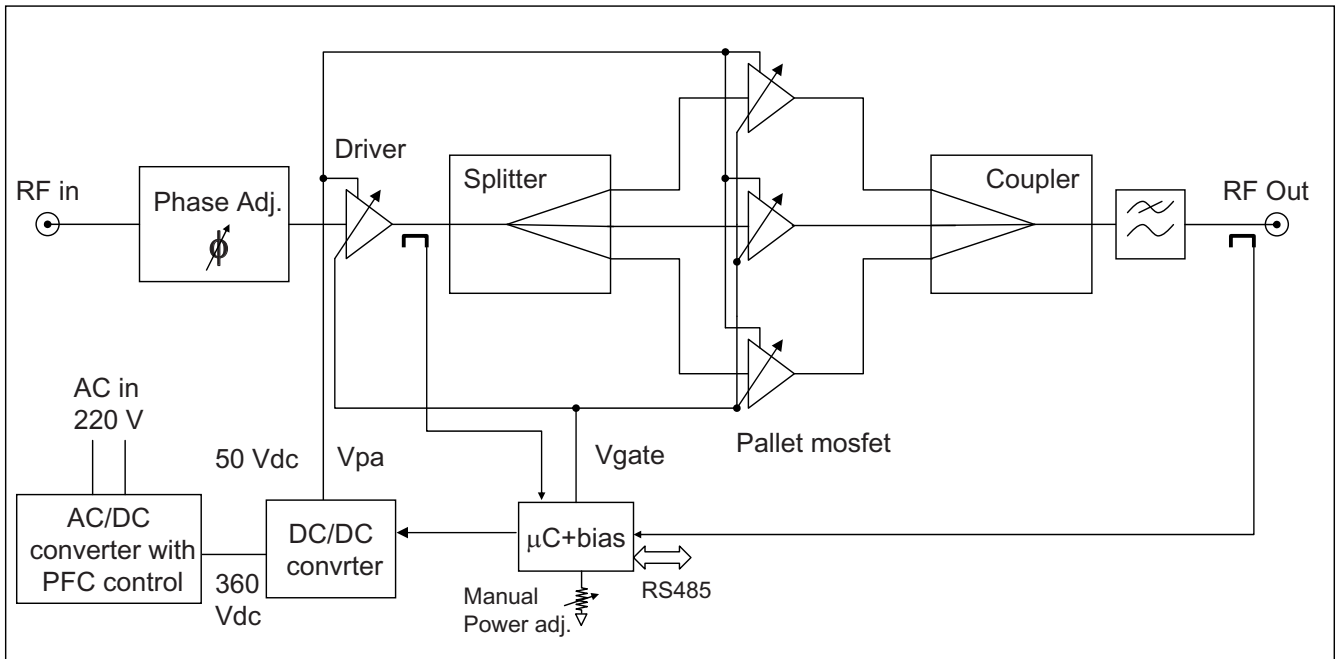 Driver
RF in
Phase Adj.
ϕ
Splitter
Coupler
RF Out
AC in
220 V
50 Vdc
Vpa
Vgate
Pallet mosfet
AC/DC
converter with
PFC control
360
Vdc
DC/DC
convrter
μC+bias
RS485
Manual
Power adj.